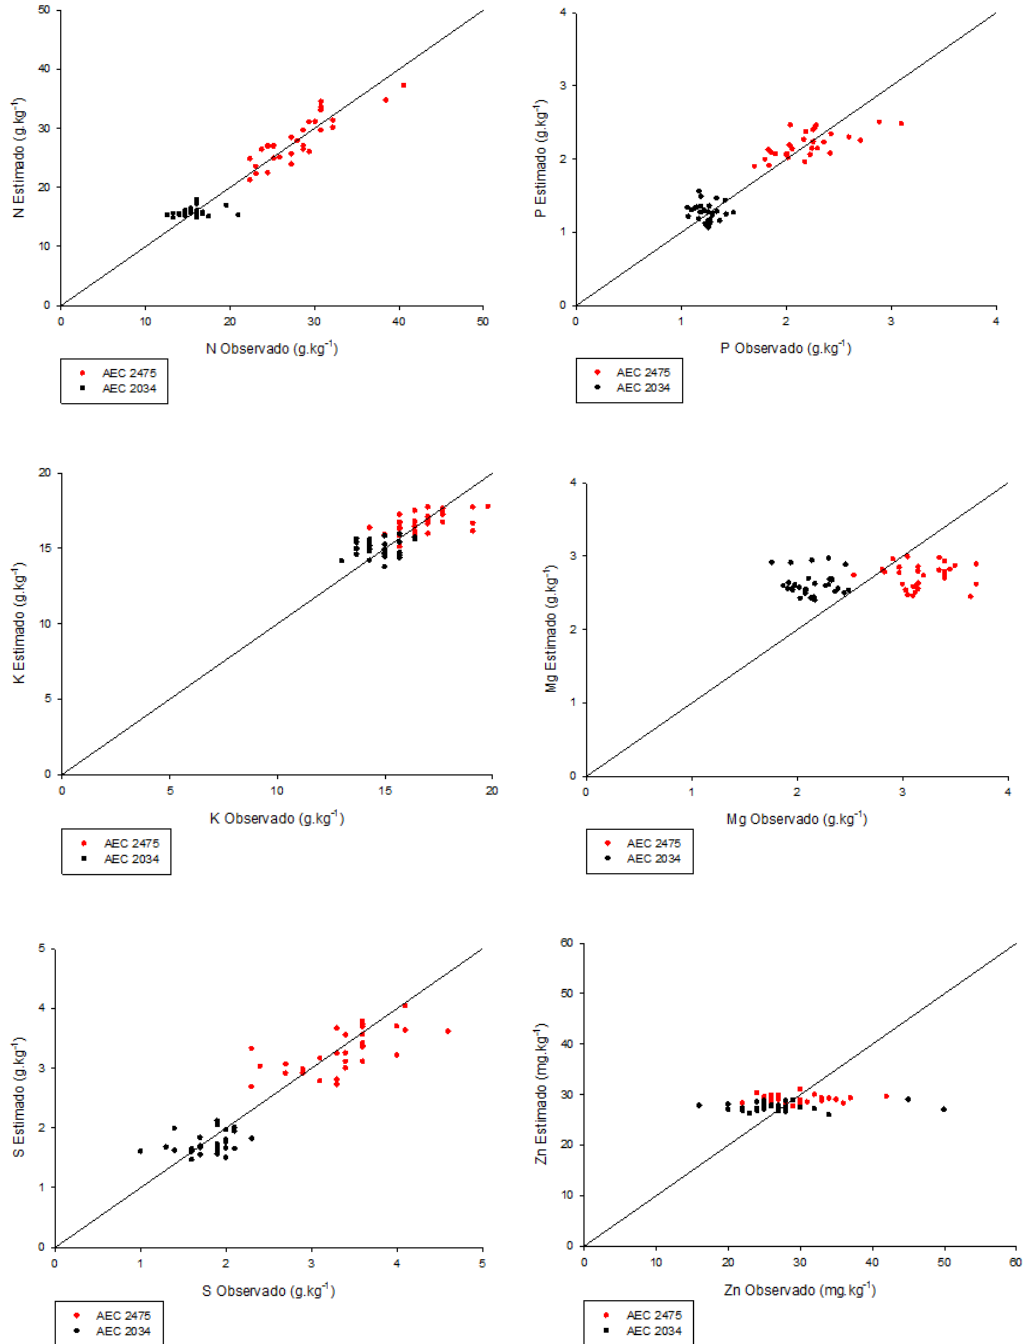 50
40
30
20
10
0
N Estimado (g.kg⁻¹)
0 10 20 30 40 50
N Observado (g.kg⁻¹)
AEC 2475
AEC 2034
4
3
2
1
0
P Estimado (g.kg⁻¹)
0 1 2 3 4
P Observado (g.kg⁻¹)
AEC 2475
AEC 2034
20
15
10
5
0
K Estimado (g.kg⁻¹)
0 5 10 15 20
K Observado (g.kg⁻¹)
AEC 2475
AEC 2034
4
3
2
1
0
Mg Estimado (g.kg⁻¹)
0 1 2 3 4
Mg Observado (g.kg⁻¹)
AEC 2475
AEC 2034
5
4
3
2
1
0
S Estimado (g.kg⁻¹)
0 1 2 3 4 5
S Observado (g.kg⁻¹)
AEC 2475
AEC 2034
60
50
40
30
20
10
0
Zn Estimado (mg.kg⁻¹)
0 10 20 30 40 50 60
Zn Observado (mg.kg⁻¹)
AEC 2475
AEC 2034